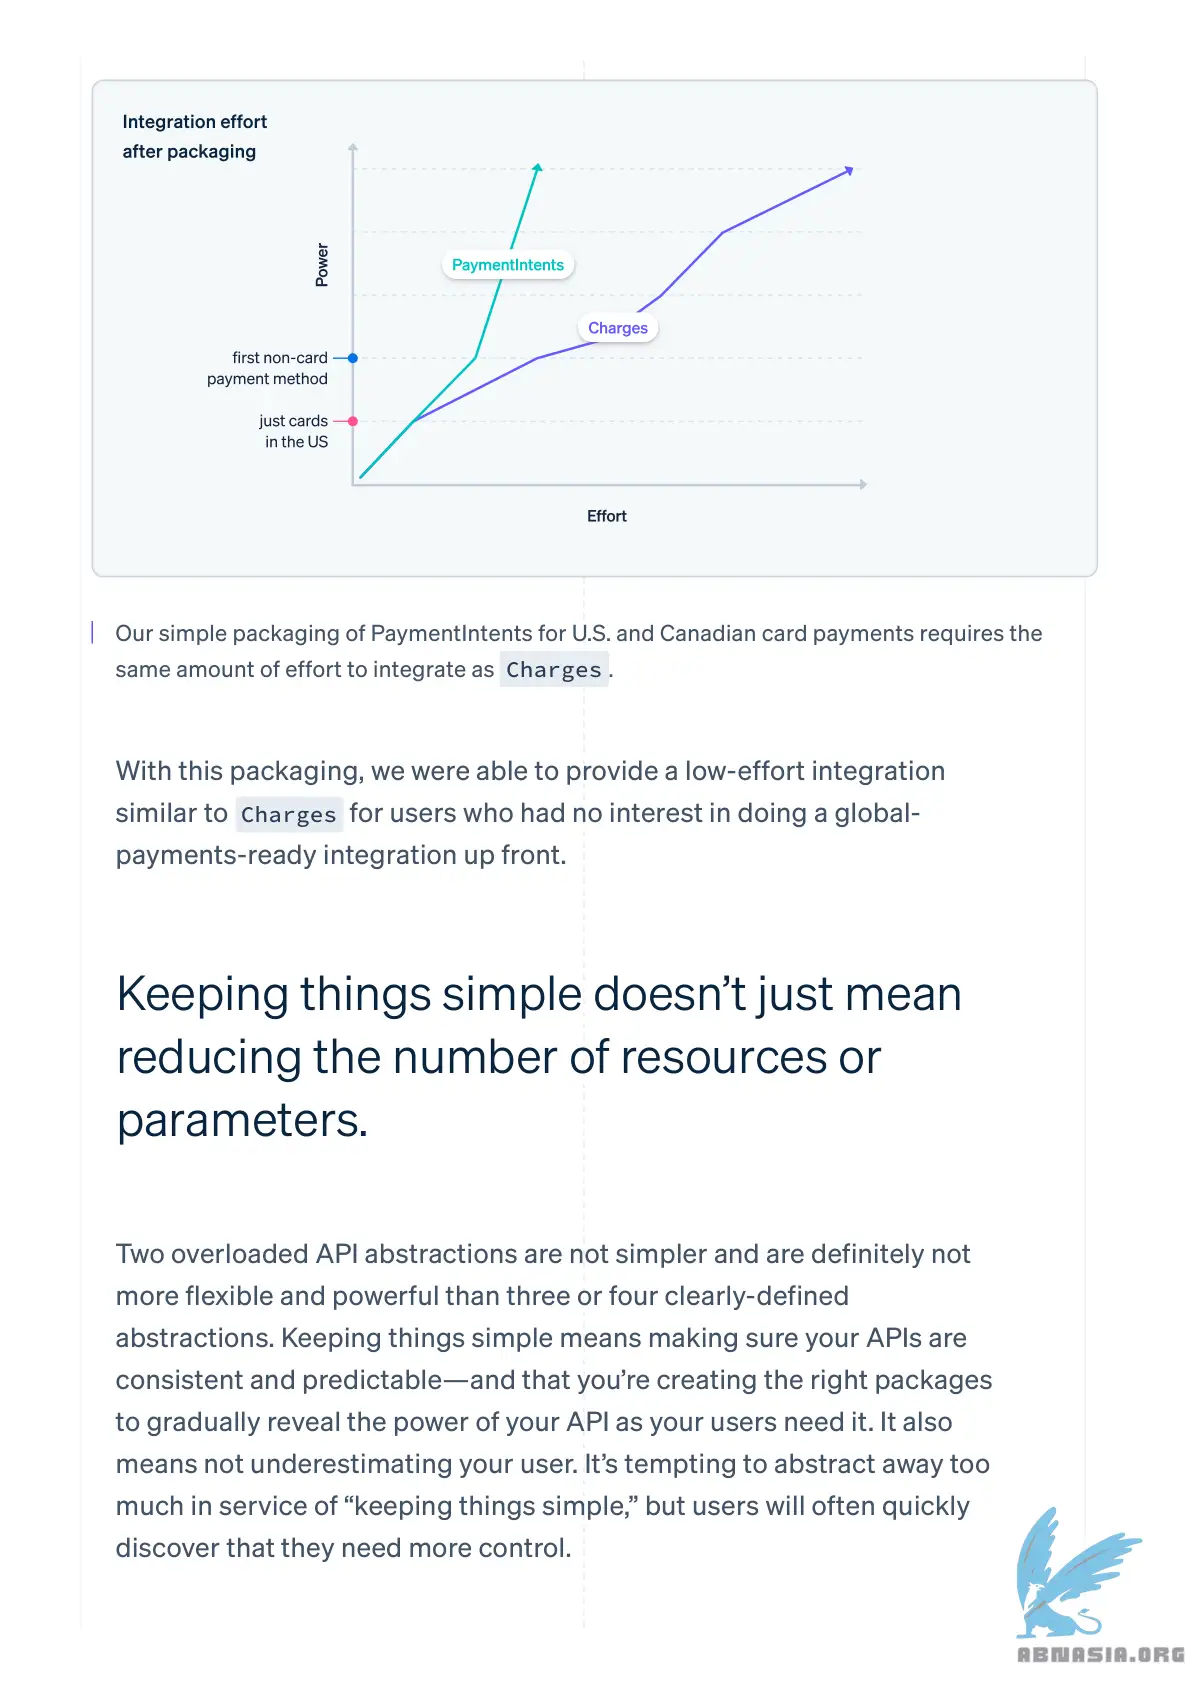 Integration effort
after packaging
Power
PaymentIntents
Charges
first non-card
payment method
just cards
in the US
Effort
Our simple packaging of PaymentIntents for U.S. and Canadian card payments requires the
same amount of effort to integrate as Charges.
With this packaging, we were able to provide a low-effort integration
similar to Charges for users who had no interest in doing a global-
payments-ready integration up front.
Keeping things simple doesn’t just mean
reducing the number of resources or
parameters.
Two overloaded API abstractions are not simpler and are definitely not
more flexible and powerful than three or four clearly-defined
abstractions. Keeping things simple means making sure your APIs are
consistent and predictable—and that you’re creating the right packages
to gradually reveal the power of your API as your users need it. It also
means not underestimating your user. It’s tempting to abstract away too
much in service of “keeping things simple,” but users will often quickly
discover that they need more control.
ABNASIA.ORG